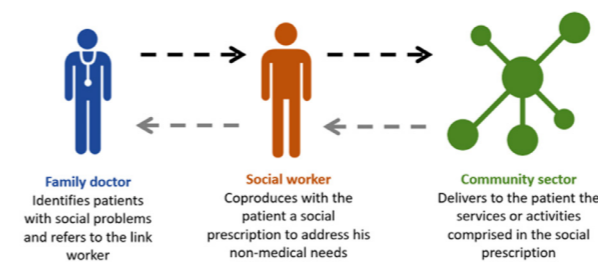 Family doctor
Identifies patients
with social problems
and refers to the link
worker
Social worker
Coproduces with the
patient a social
prescription to address his
non-medical needs
Community sector
Delivers to the patient the
services or activities
comprised in the social
prescription